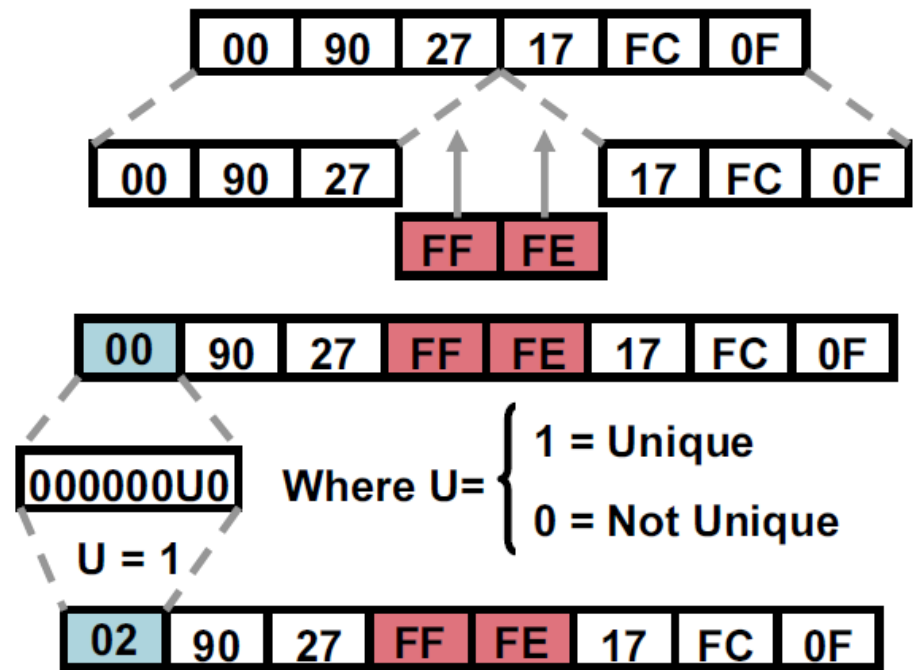 00 90 27 17 FC 0F
00 90 27 17 FC 0F
FF FE
00 90 27 FF FE 17 FC 0F
000000U0 Where U= 1 = Unique
0 = Not Unique
U = 1
02 90 27 FF FE 17 FC 0F